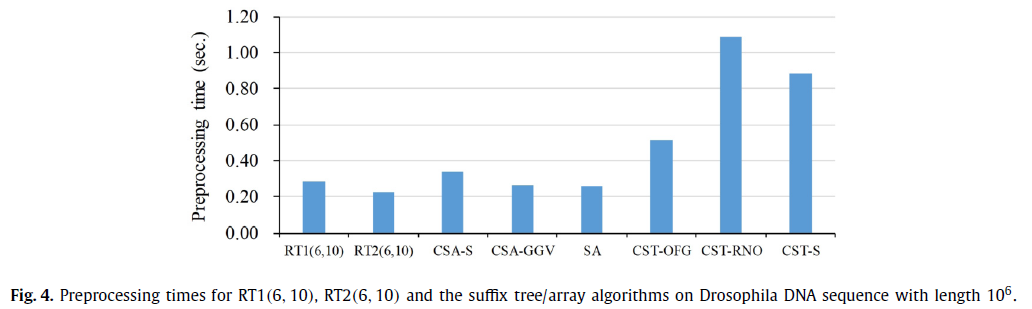 Preprocessing time (sec.)
1.20
1.00
0.80
0.60
0.40
0.20
0.00
RT1(6,10) RT2(6,10) CSA-S CSA-GGV SA CST-OFG CST-RNO CST-S
Fig. 4. Preprocessing times for RT1(6, 10), RT2(6, 10) and the suffix tree/array algorithms on Drosophila DNA sequence with length 10⁶.